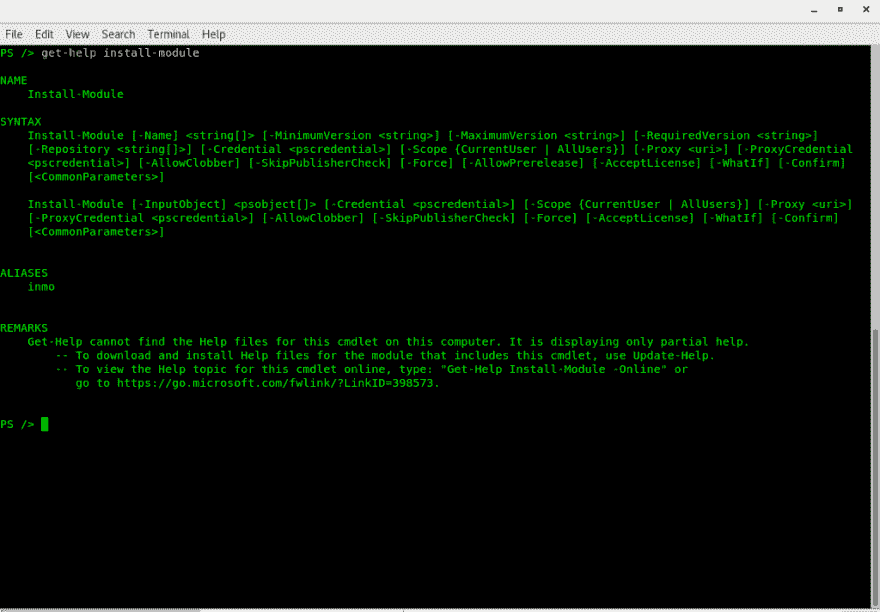 File Edit View Search Terminal Help
PS /> get-help install-module
NAME
Install-Module
SYNTAX
Install-Module [-Name] <string[]> [-MinimumVersion <string>] [-MaximumVersion <string>] [-RequiredVersion <string>]
[-Repository <string[]>] [-Credential <pscredential>] [-Scope {CurrentUser | AllUsers}] [-Proxy <uri>] [-ProxyCredential
<pscredential>] [-AllowClobber] [-SkipPublisherCheck] [-Force] [-AllowPrerelease] [-AcceptLicense] [-WhatIf] [-Confirm]
[<CommonParameters>]
Install-Module [-InputObject] <psobject[]> [-Credential <pscredential>] [-Scope {CurrentUser | AllUsers}] [-Proxy <uri>]
[-ProxyCredential <pscredential>] [-AllowClobber] [-SkipPublisherCheck] [-Force] [-AcceptLicense] [-WhatIf] [-Confirm]
[<CommonParameters>]
ALIASES
inmo
REMARKS
Get-Help cannot find the Help files for this cmdlet on this computer. It is displaying only partial help.
-- To download and install Help files for the module that includes this cmdlet, use Update-Help.
-- To view the Help topic for this cmdlet online, type: "Get-Help Install-Module -Online" or
go to https://go.microsoft.com/fwlink/?LinkID=398573.
PS />